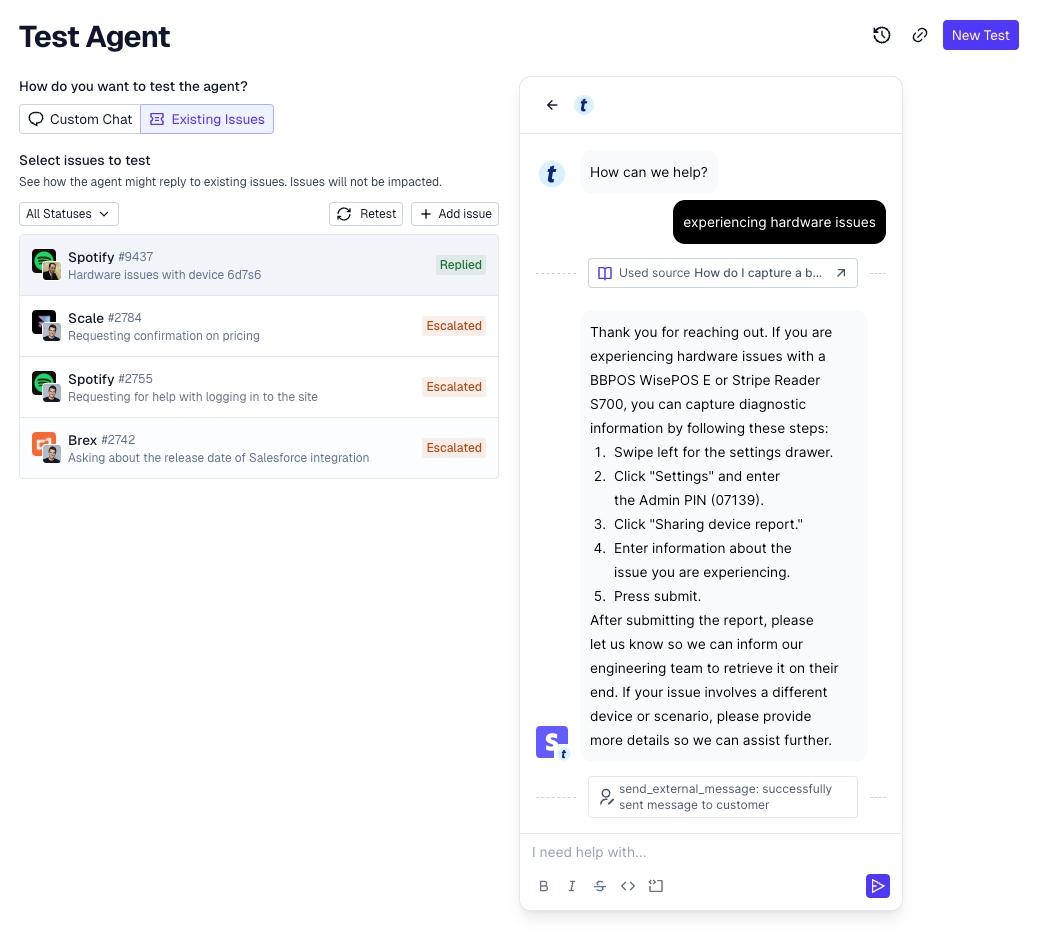 Test Agent
New Test
How do you want to test the agent?
Custom Chat
Existing Issues
Select issues to test
See how the agent might reply to existing issues. Issues will not be impacted.
All Statuses
Retest
Add issue
Spotify #9437
Hardware issues with device 6d7s6
Replied
Scale #2784
Requesting confirmation on pricing
Escalated
Spotify #2755
Requesting for help with logging in to the site
Escalated
Brex #2742
Asking about the release date of Salesforce integration
Escalated
t
t
How can we help?
experiencing hardware issues
Used source How do I capture a b...
Thank you for reaching out. If you are
experiencing hardware issues with a
BBPOS WisePOS E or Stripe Reader
S700, you can capture diagnostic
information by following these steps:
1. Swipe left for the settings drawer.
2. Click "Settings" and enter
the Admin PIN (07139).
3. Click "Sharing device report."
4. Enter information about the
issue you are experiencing.
5. Press submit.
After submitting the report, please
let us know so we can inform our
engineering team to retrieve it on their
end. If your issue involves a different
device or scenario, please provide
more details so we can assist further.
S
t
send_external_message: successfully
sent message to customer
I need help with...
B I S